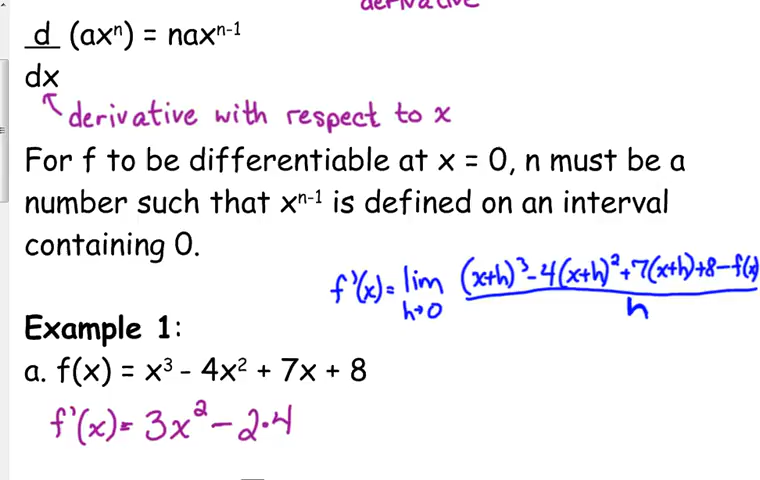 derivative
d (axⁿ) = naxⁿ⁻¹
dx
derivative with respect to x
For f to be differentiable at x = 0, n must be a
number such that xⁿ⁻¹ is defined on an interval
containing 0.
f'(x) = lim h→0 ((x+h)³ - 4(x+h)² + 7(x+h) + 8 - f(x)) / h
Example 1:
a. f(x) = x³ - 4x² + 7x + 8
f'(x) = 3x² - 2·4